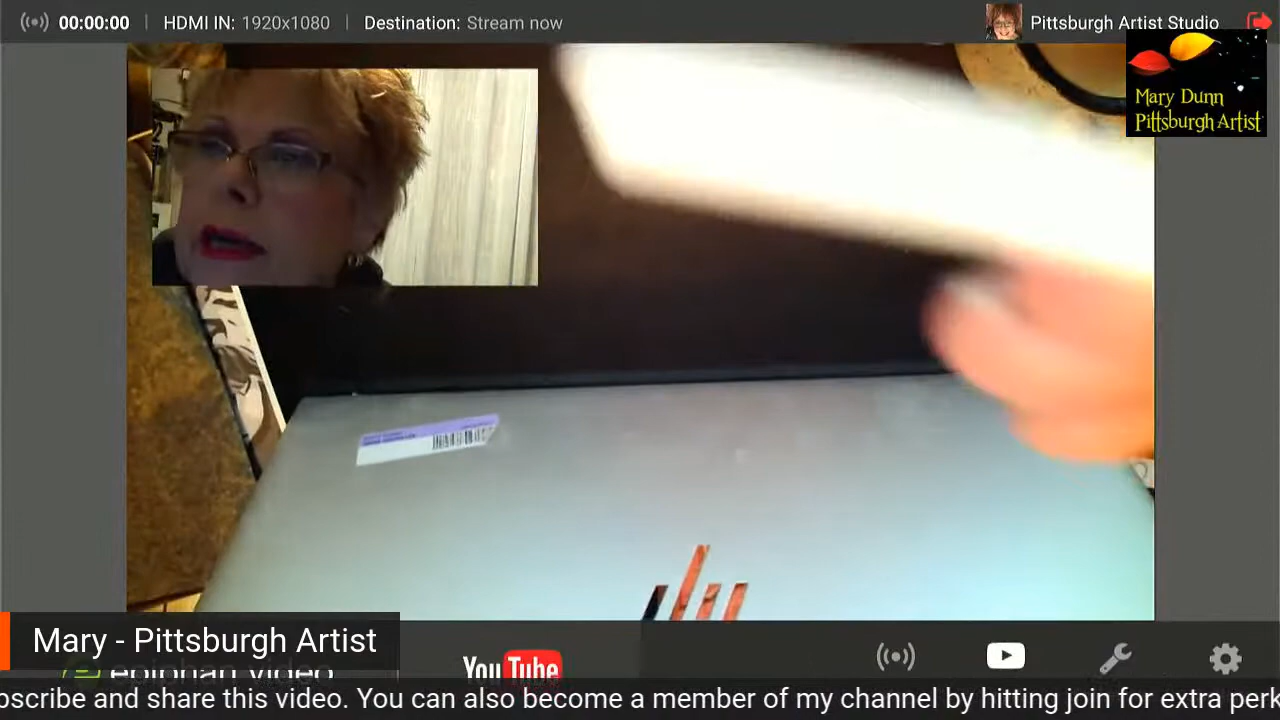 00:00:00 HDMI IN: 1920x1080 Destination: Stream now Pittsburgh Artist Studio
Mary Dunn
Pittsburgh Artist
Mary - Pittsburgh Artist
epiphan video YouTube
bscribe and share this video. You can also become a member of my channel by hitting join for extra perk